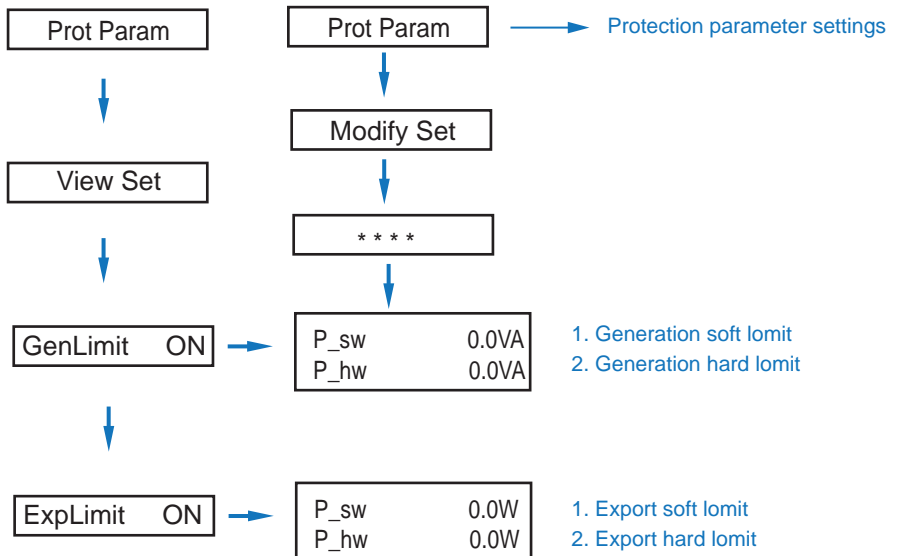 Prot Param
Prot Param
Protection parameter settings
Modify Set
View Set
* * * *
GenLimit ON
P_sw 0.0VA
P_hw 0.0VA
1. Generation soft lomit
2. Generation hard lomit
ExpLimit ON
P_sw 0.0W
P_hw 0.0W
1. Export soft lomit
2. Export hard lomit